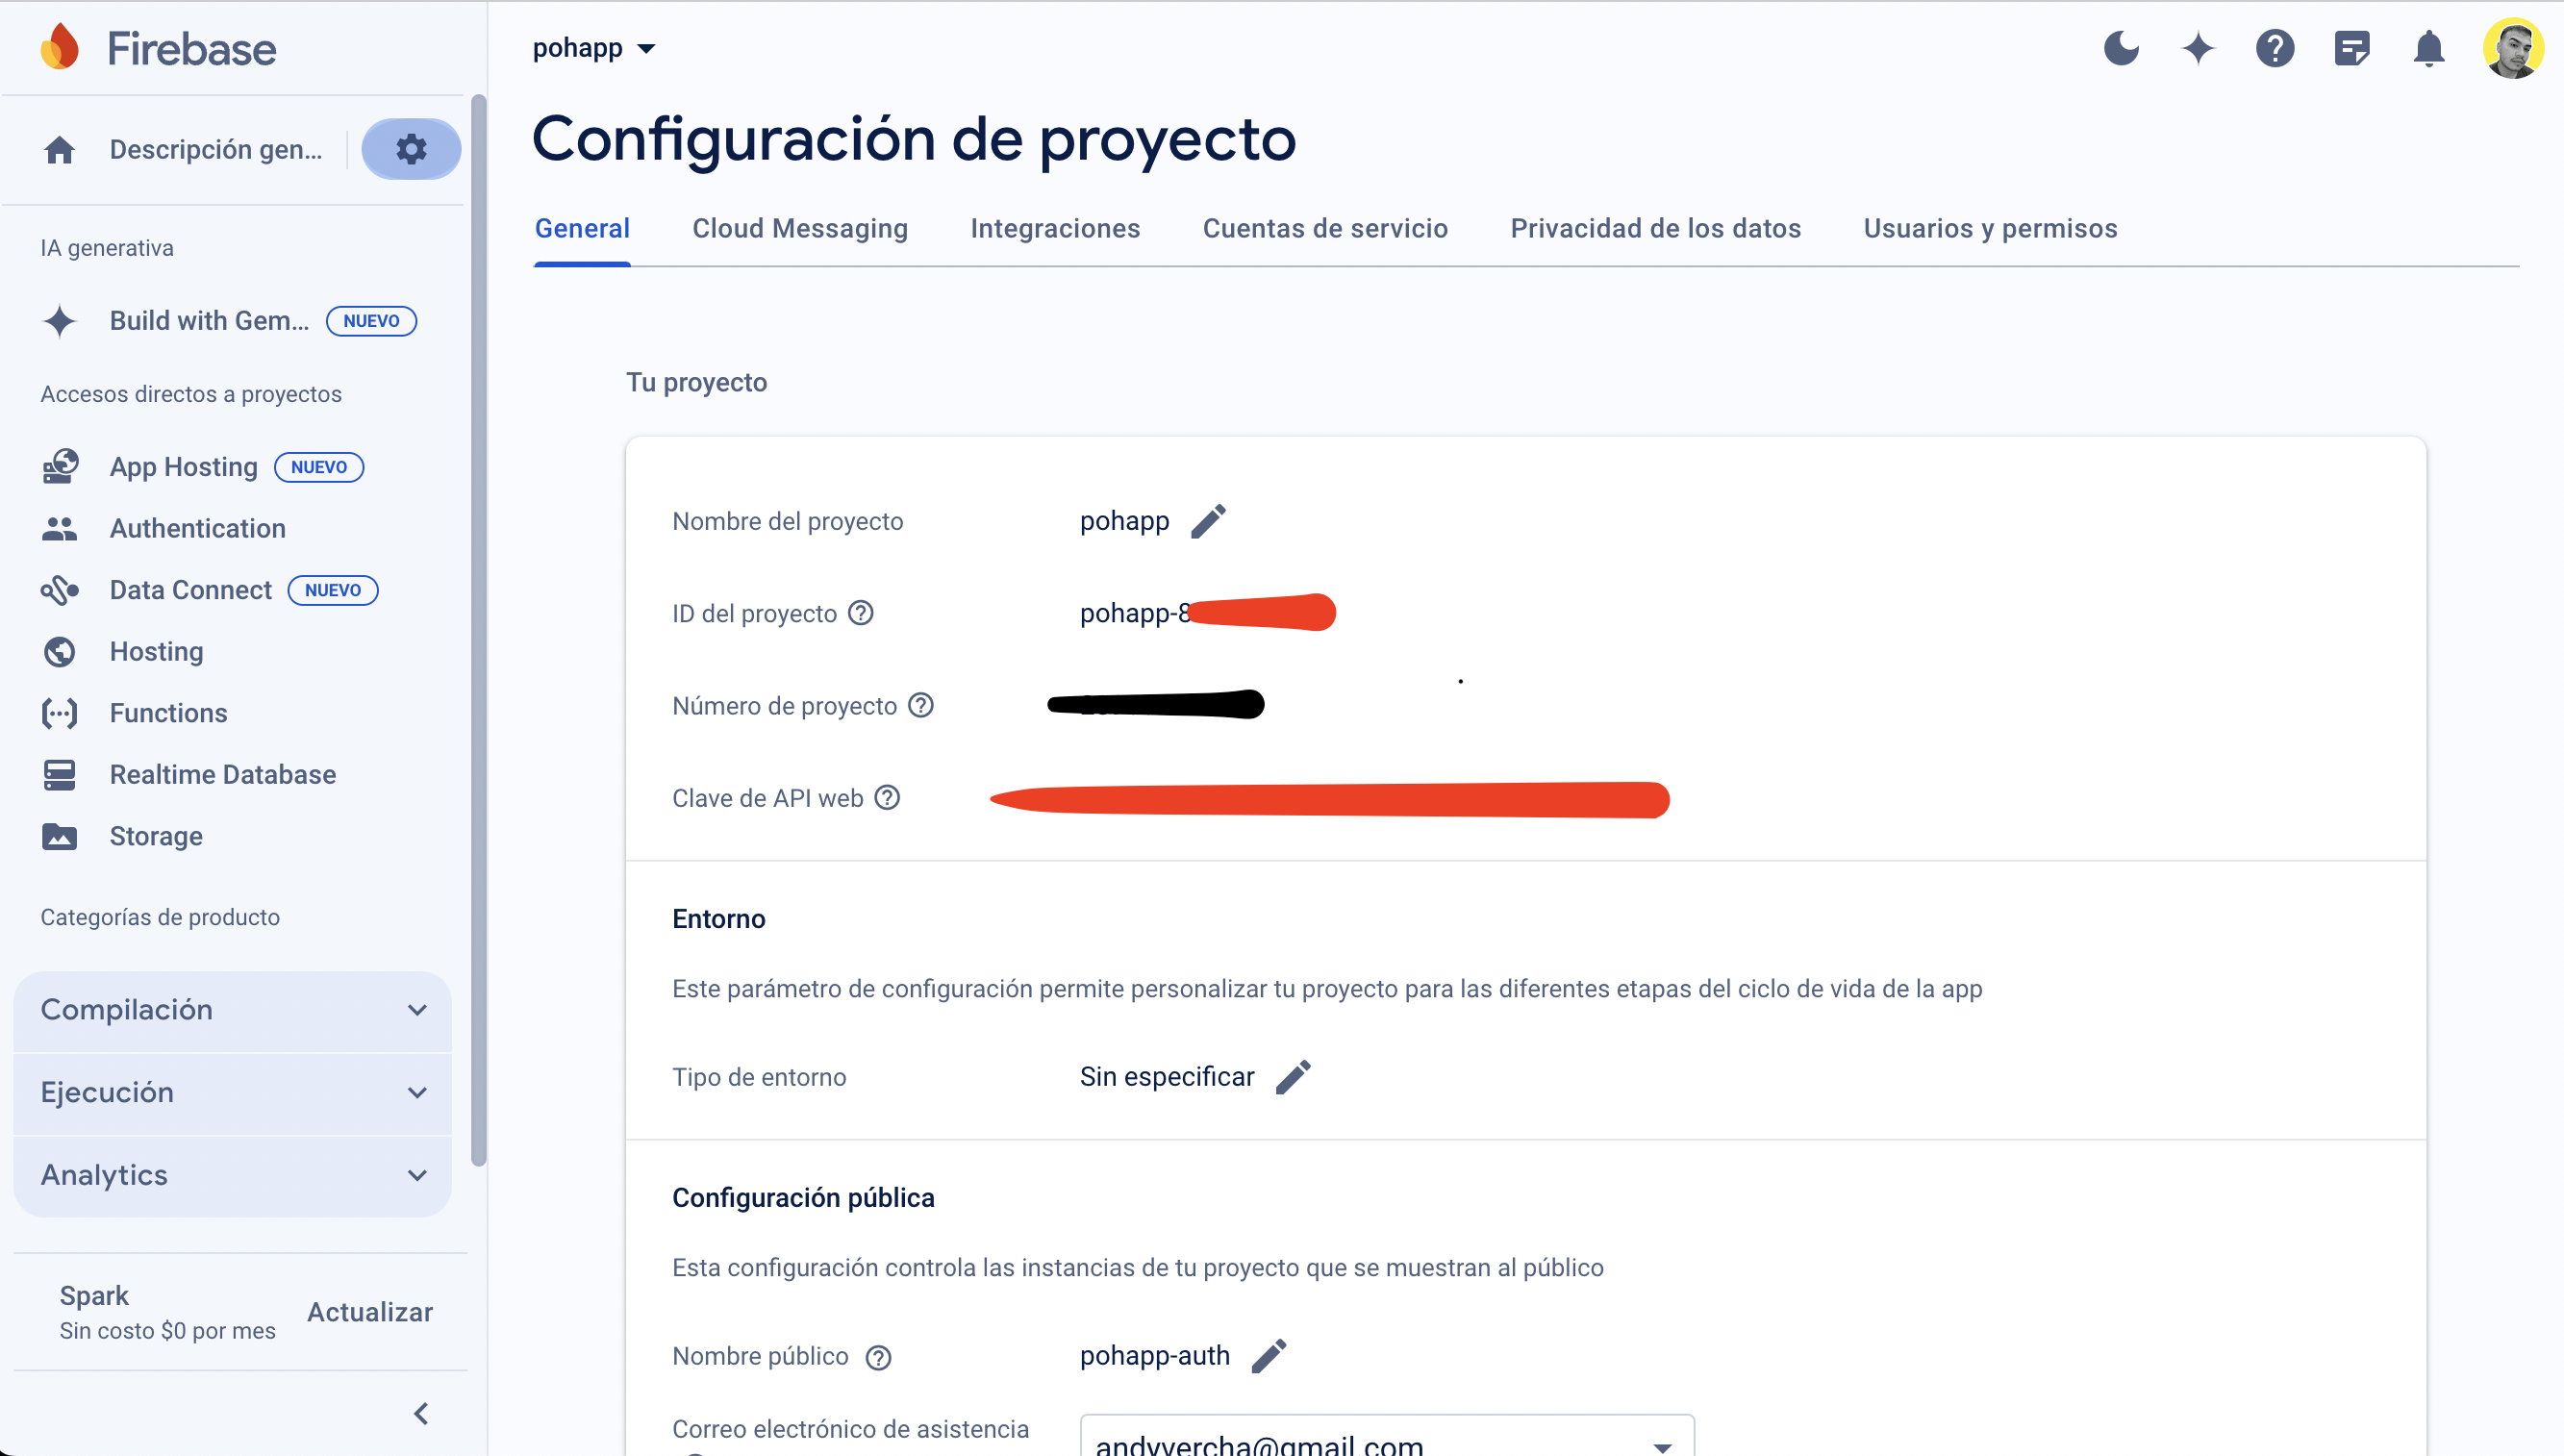 Firebase
Descripción gen...
IA generativa
Build with Gem... NUEVO
Accesos directos a proyectos
App Hosting NUEVO
Authentication
Data Connect NUEVO
Hosting
Functions
Realtime Database
Storage
Categorías de producto
Compilación
Ejecución
Analytics
Spark
Sin costo $0 por mes
Actualizar
pohapp
Configuración de proyecto
General Cloud Messaging Integraciones Cuentas de servicio Privacidad de los datos Usuarios y permisos
Tu proyecto
Nombre del proyecto pohapp
ID del proyecto pohapp-8
Número de proyecto
Clave de API web
Entorno
Este parámetro de configuración permite personalizar tu proyecto para las diferentes etapas del ciclo de vida de la app
Tipo de entorno Sin especificar
Configuración pública
Esta configuración controla las instancias de tu proyecto que se muestran al público
Nombre público pohapp-auth
Correo electrónico de asistencia andyvercha@gmail.com